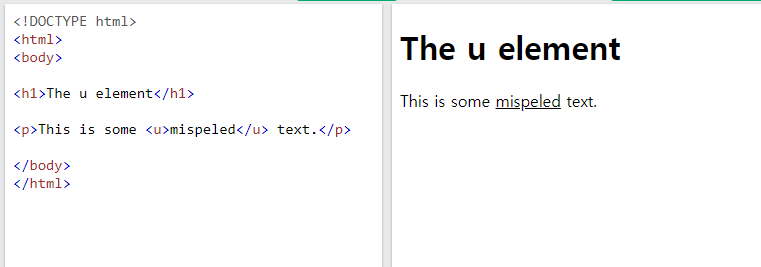 <!DOCTYPE html>
<html>
<body>
<h1>The u element</h1>
<p>This is some <u>mispeled</u> text.</p>
</body>
</html>
The u element
This is some mispeled text.